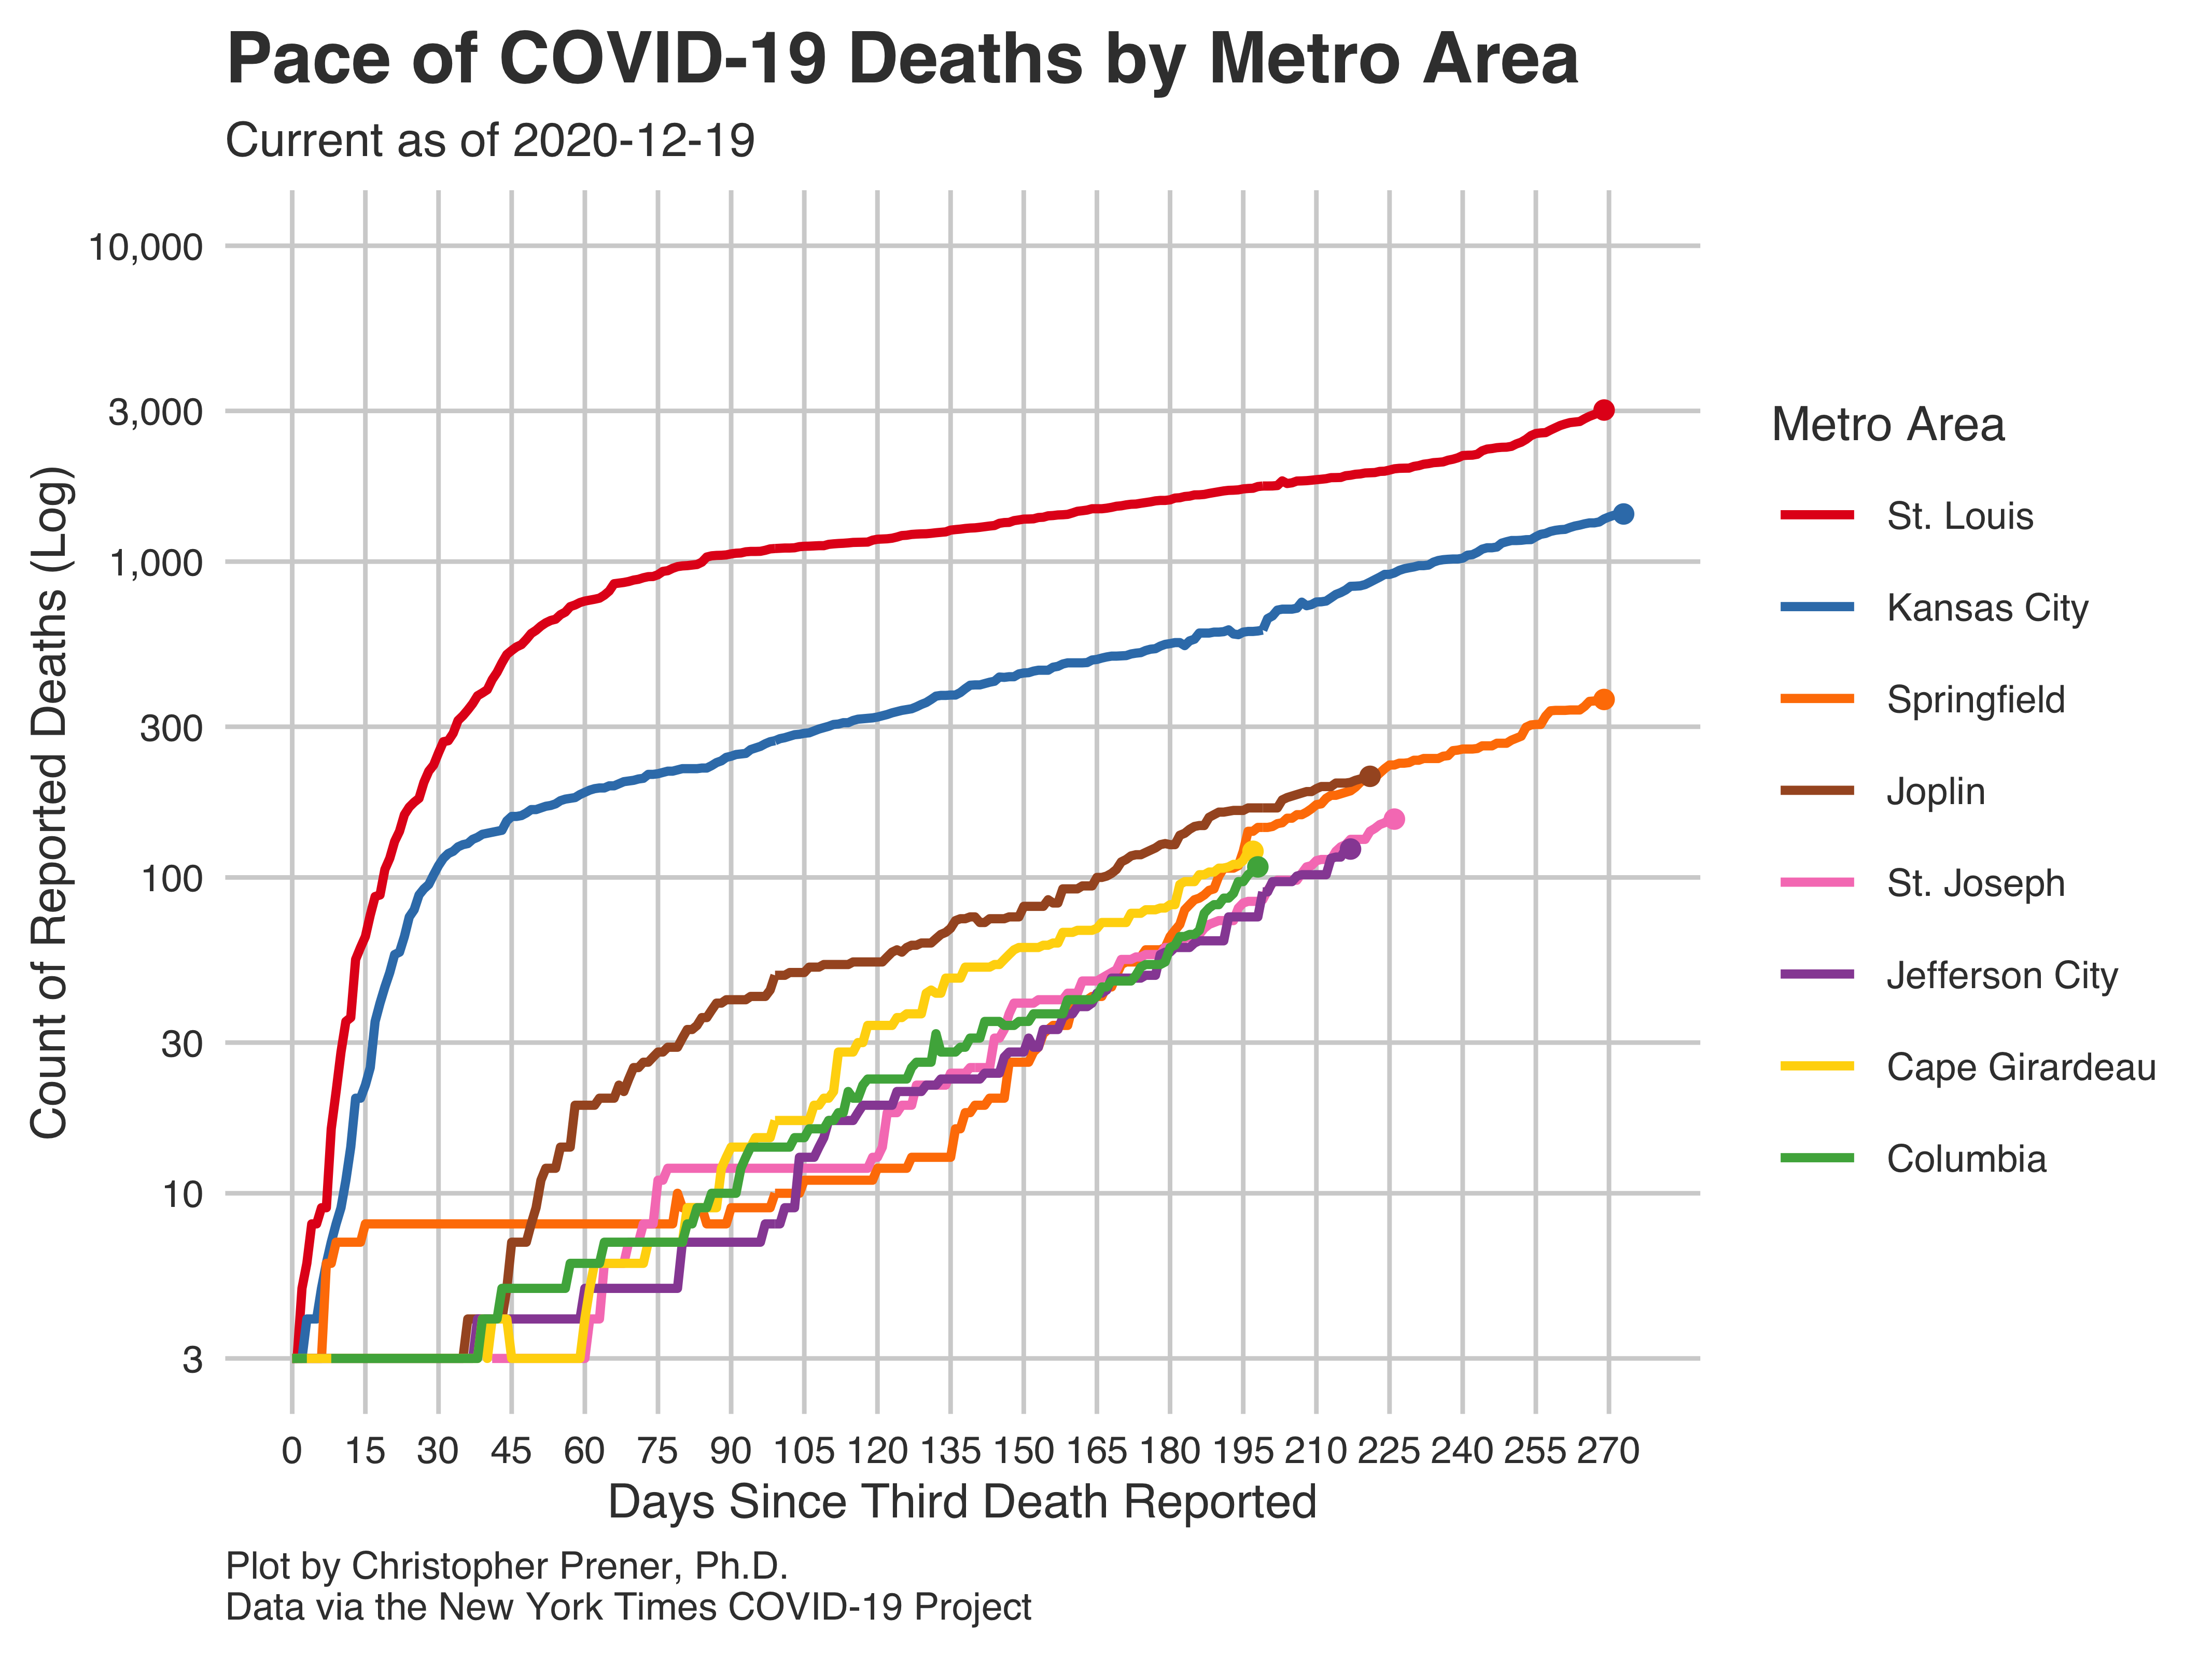 Pace of COVID-19 Deaths by Metro Area
Current as of 2020-12-19
Count of Reported Deaths (Log)
10,000
3,000
1,000
300
100
30
10
3
0 15 30 45 60 75 90 105 120 135 150 165 180 195 210 225 240 255 270
Days Since Third Death Reported
Metro Area
St. Louis
Kansas City
Springfield
Joplin
St. Joseph
Jefferson City
Cape Girardeau
Columbia
Plot by Christopher Prener, Ph.D.
Data via the New York Times COVID-19 Project